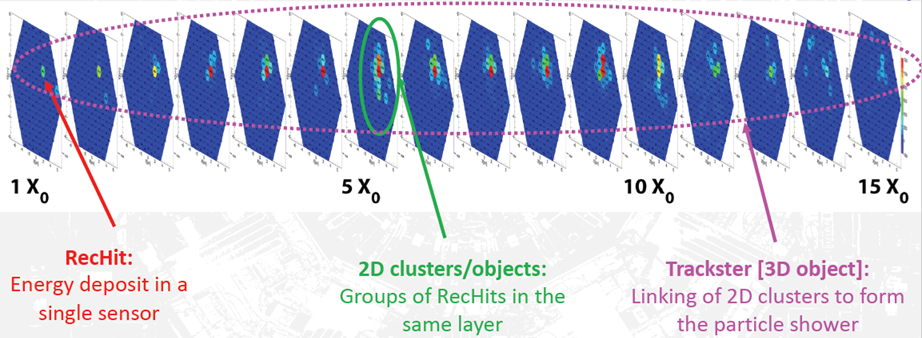 1 X0
5 X0
10 X0
15 X0
RecHit:
Energy deposit in a
single sensor
2D clusters/objects:
Groups of RecHits in the
same layer
Trackster [3D object]:
Linking of 2D clusters to form
the particle shower